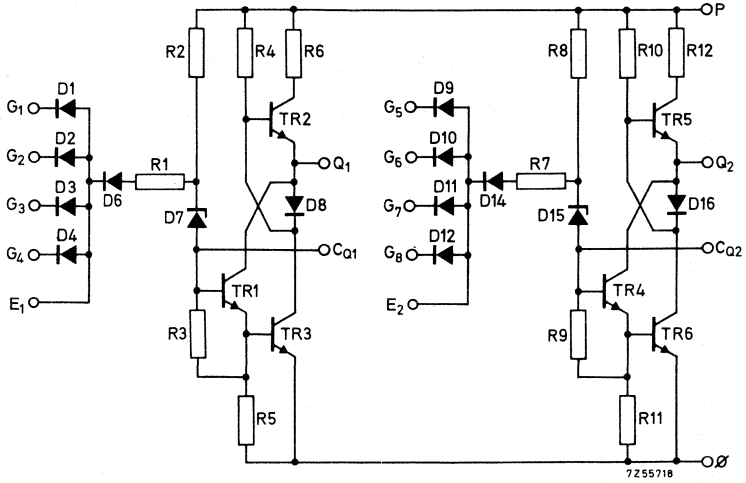 P
R2 R4 R6 R8 R10 R12
D1 D9
G1 G5
TR2 TR5
D2 D10
G2 R1 Q1 G6 R7 Q2
D3 D6 D11 D14
G3 D7 D8 G7 D15 D16
D4 D12
G4 CQ1 G8 CQ2
E1 TR1 E2 TR4
R3 TR3 R9 TR6
R5 R11
Ø
7Z55718